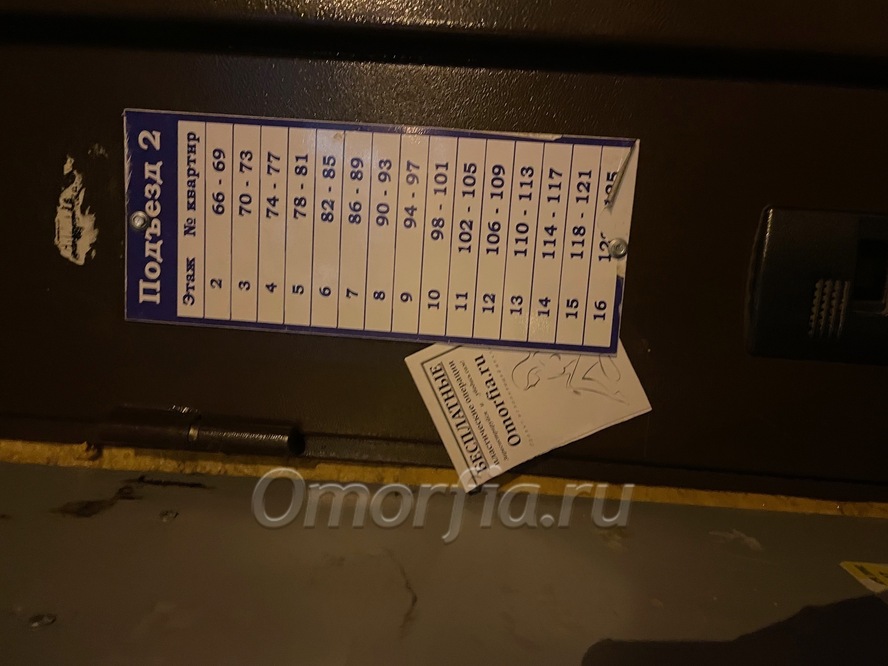 Подъезд 2
Этаж № квартир
2 66 - 69
3 70 - 73
4 74 - 77
5 78 - 81
6 82 - 85
7 86 - 89
8 90 - 93
9 94 - 97
10 98 - 101
11 102 - 105
12 106 - 109
13 110 - 113
14 114 - 117
15 118 - 121
16
БЕСПЛАТНЫЕ
пластические операции
Omorfia.ru
Omorfia.ru